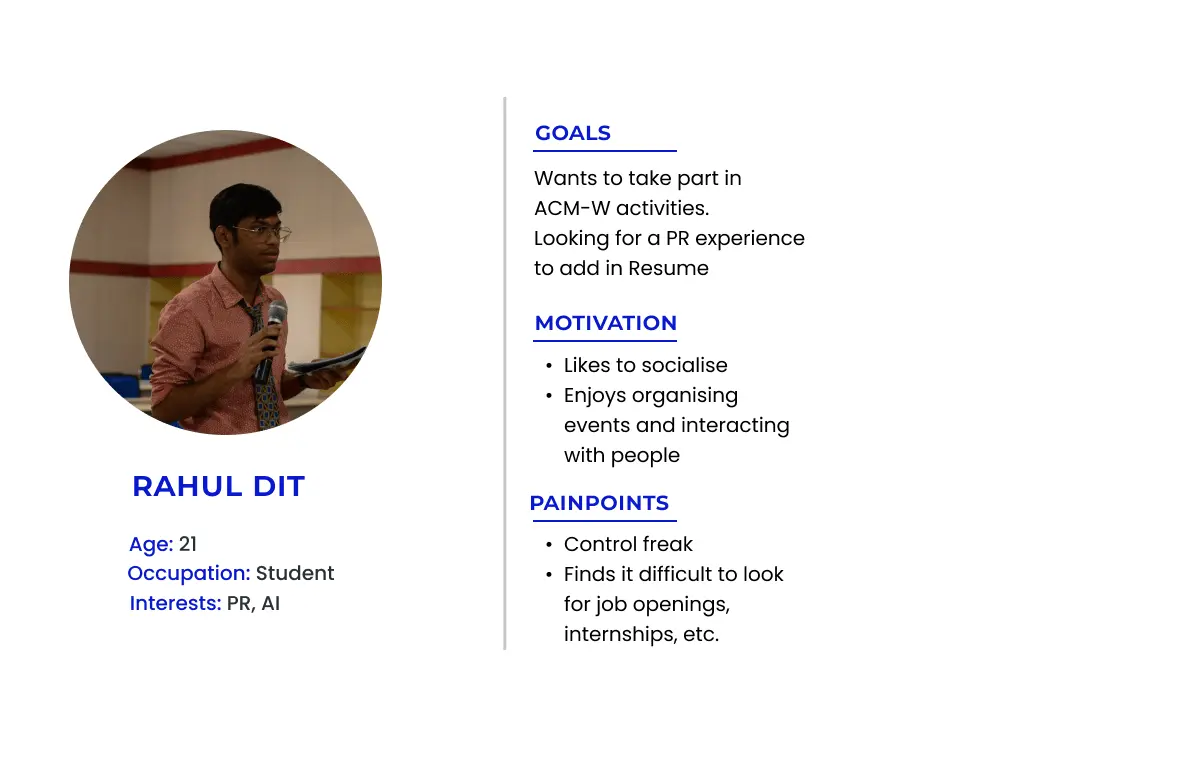 RAHUL DIT
Age: 21
Occupation: Student
Interests: PR, AI
GOALS
Wants to take part in
ACM-W activities.
Looking for a PR experience
to add in Resume
MOTIVATION
• Likes to socialise
• Enjoys organising
events and interacting
with people
PAINPOINTS
• Control freak
• Finds it difficult to look
for job openings,
internships, etc.